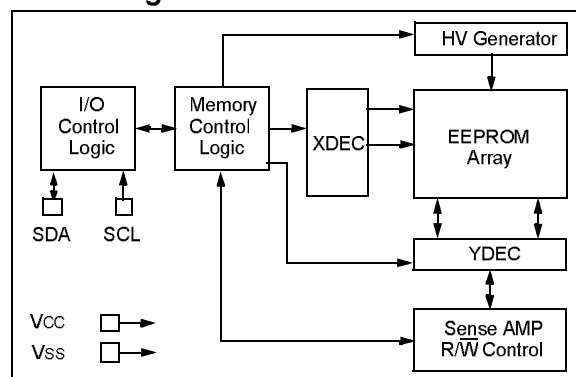 HV Generator
I/O
Control
Logic
Memory
Control
Logic
XDEC
EEPROM
Array
SDA
SCL
YDEC
VCC
VSS
Sense AMP
R/W̅ Control